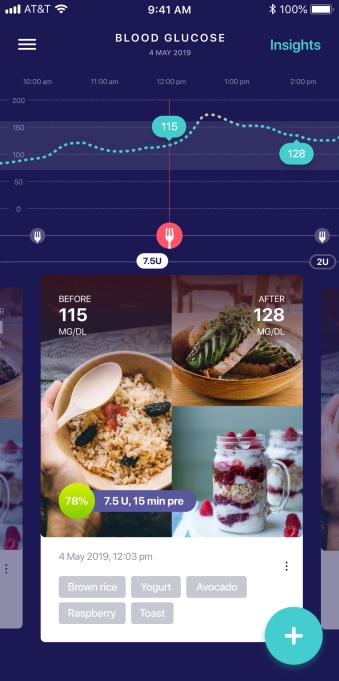 AT&T 9:41 AM 100%
BLOOD GLUCOSE
4 MAY 2019
Insights
10:00 am 11:00 am 12:00 pm 1:00 pm 2:00 pm
200
150
100
50
0
115
128
7.5U
2U
BEFORE
115
MG/DL
AFTER
128
MG/DL
78% 7.5 U, 15 min pre
4 May 2019, 12:03 pm
Brown rice Yogurt Avocado
Raspberry Toast
+